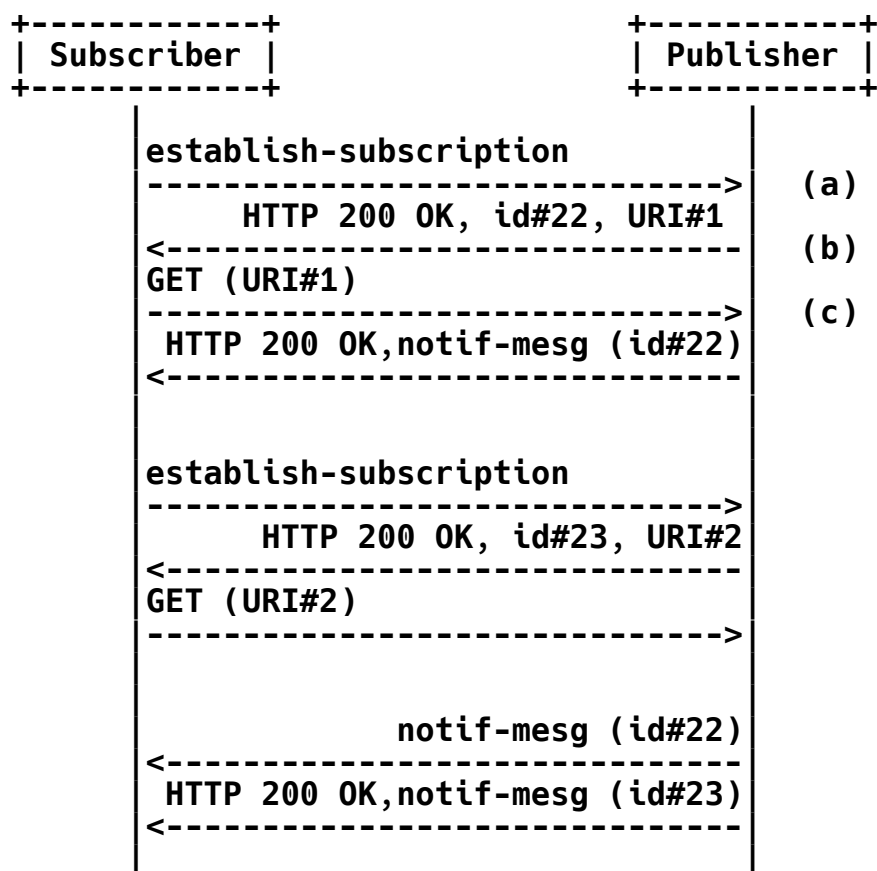 +------------+                  +-----------+
| Subscriber |                  | Publisher |
+------------+                  +-----------+
establish-subscription
------------------------------> (a)
HTTP 200 OK, id#22, URI#1
<------------------------------ (b)
GET (URI#1)
------------------------------> (c)
HTTP 200 OK,notif-mesg (id#22)
<------------------------------
establish-subscription
------------------------------>
HTTP 200 OK, id#23, URI#2
<------------------------------
GET (URI#2)
------------------------------>
notif-mesg (id#22)
<------------------------------
HTTP 200 OK,notif-mesg (id#23)
<------------------------------